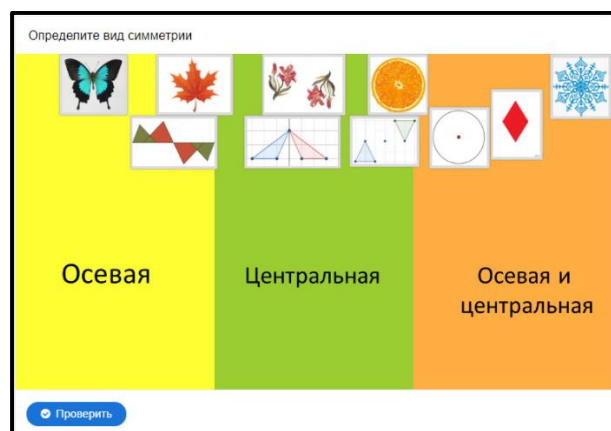 Определите вид симметрии
Осевая
Центральная
Осевая и
центральная
Проверить